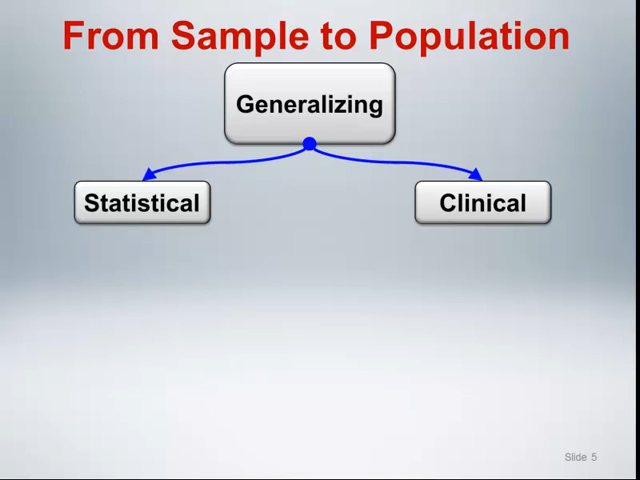 From Sample to Population
Generalizing
Statistical
Clinical
Slide 5